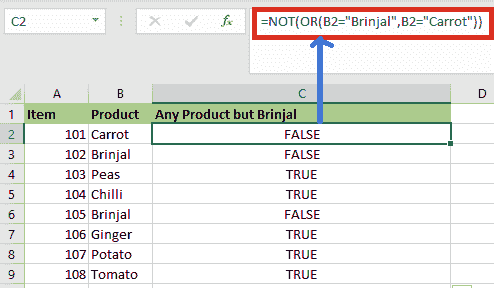 C2 fx =NOT(OR(B2="Brinjal",B2="Carrot"))
A B C D
1 Item Product Any Product but Brinjal
2 101 Carrot FALSE
3 102 Brinjal FALSE
4 103 Peas TRUE
5 104 Chilli TRUE
6 105 Brinjal FALSE
7 106 Ginger TRUE
8 107 Potato TRUE
9 108 Tomato TRUE